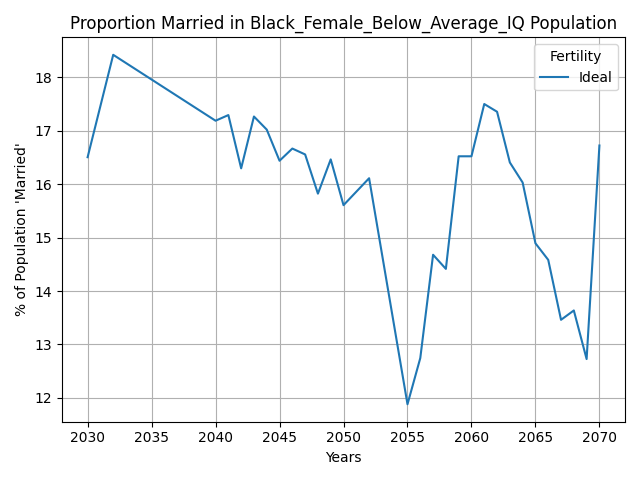 Proportion Married in Black_Female_Below_Average_IQ Population
Fertility
Ideal
% of Population 'Married'
18
17
16
15
14
13
12
2030 2035 2040 2045 2050 2055 2060 2065 2070
Years